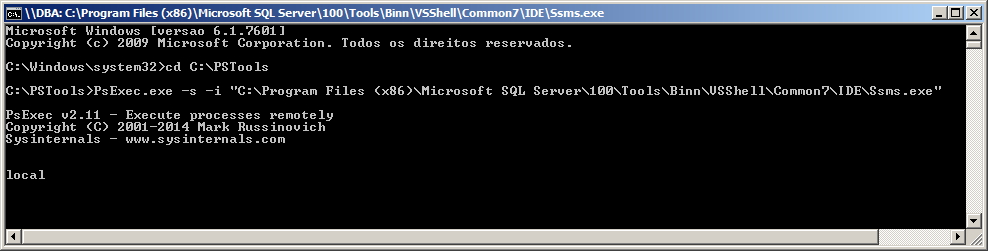 \\DBA: C:\Program Files (x86)\Microsoft SQL Server\100\Tools\Binn\VSShell\Common7\IDE\Ssms.exe
Microsoft Windows [versao 6.1.7601]
Copyright (c) 2009 Microsoft Corporation. Todos os direitos reservados.
C:\Windows\system32>cd C:\PSTools
C:\PSTools>PsExec.exe -s -i "C:\Program Files (x86)\Microsoft SQL Server\100\Tools\Binn\VSShell\Common7\IDE\Ssms.exe"
PsExec v2.11 - Execute processes remotely
Copyright (C) 2001-2014 Mark Russinovich
Sysinternals - www.sysinternals.com
local